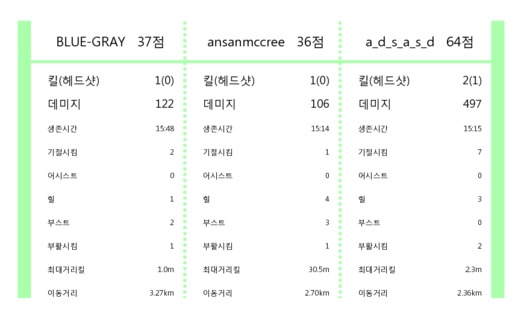 BLUE-GRAY 37점 ansanmccree 36점 a_d_s_a_s_d 64점
킬(헤드샷) 1(0) 킬(헤드샷) 1(0) 킬(헤드샷) 2(1)
데미지 122 데미지 106 데미지 497
생존시간 15:48 생존시간 15:14 생존시간 15:15
기절시킴 2 기절시킴 1 기절시킴 7
어시스트 0 어시스트 0 어시스트 0
힐 1 힐 4 힐 3
부스트 2 부스트 3 부스트 0
부활시킴 1 부활시킴 1 부활시킴 2
최대거리킬 1.0m 최대거리킬 30.5m 최대거리킬 2.3m
이동거리 3.27km 이동거리 2.70km 이동거리 2.36km